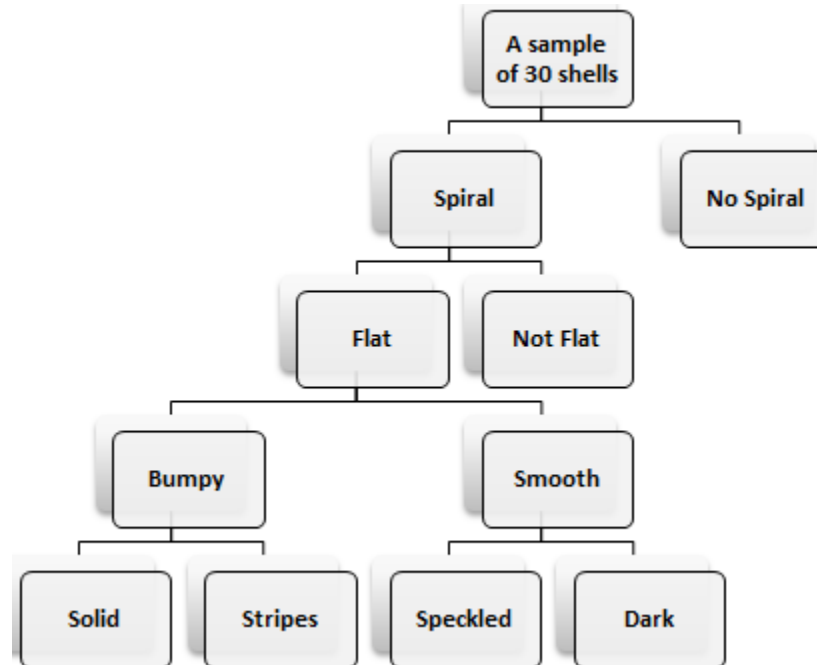 A sample
of 30 shells
Spiral
No Spiral
Flat
Not Flat
Bumpy
Smooth
Solid
Stripes
Speckled
Dark